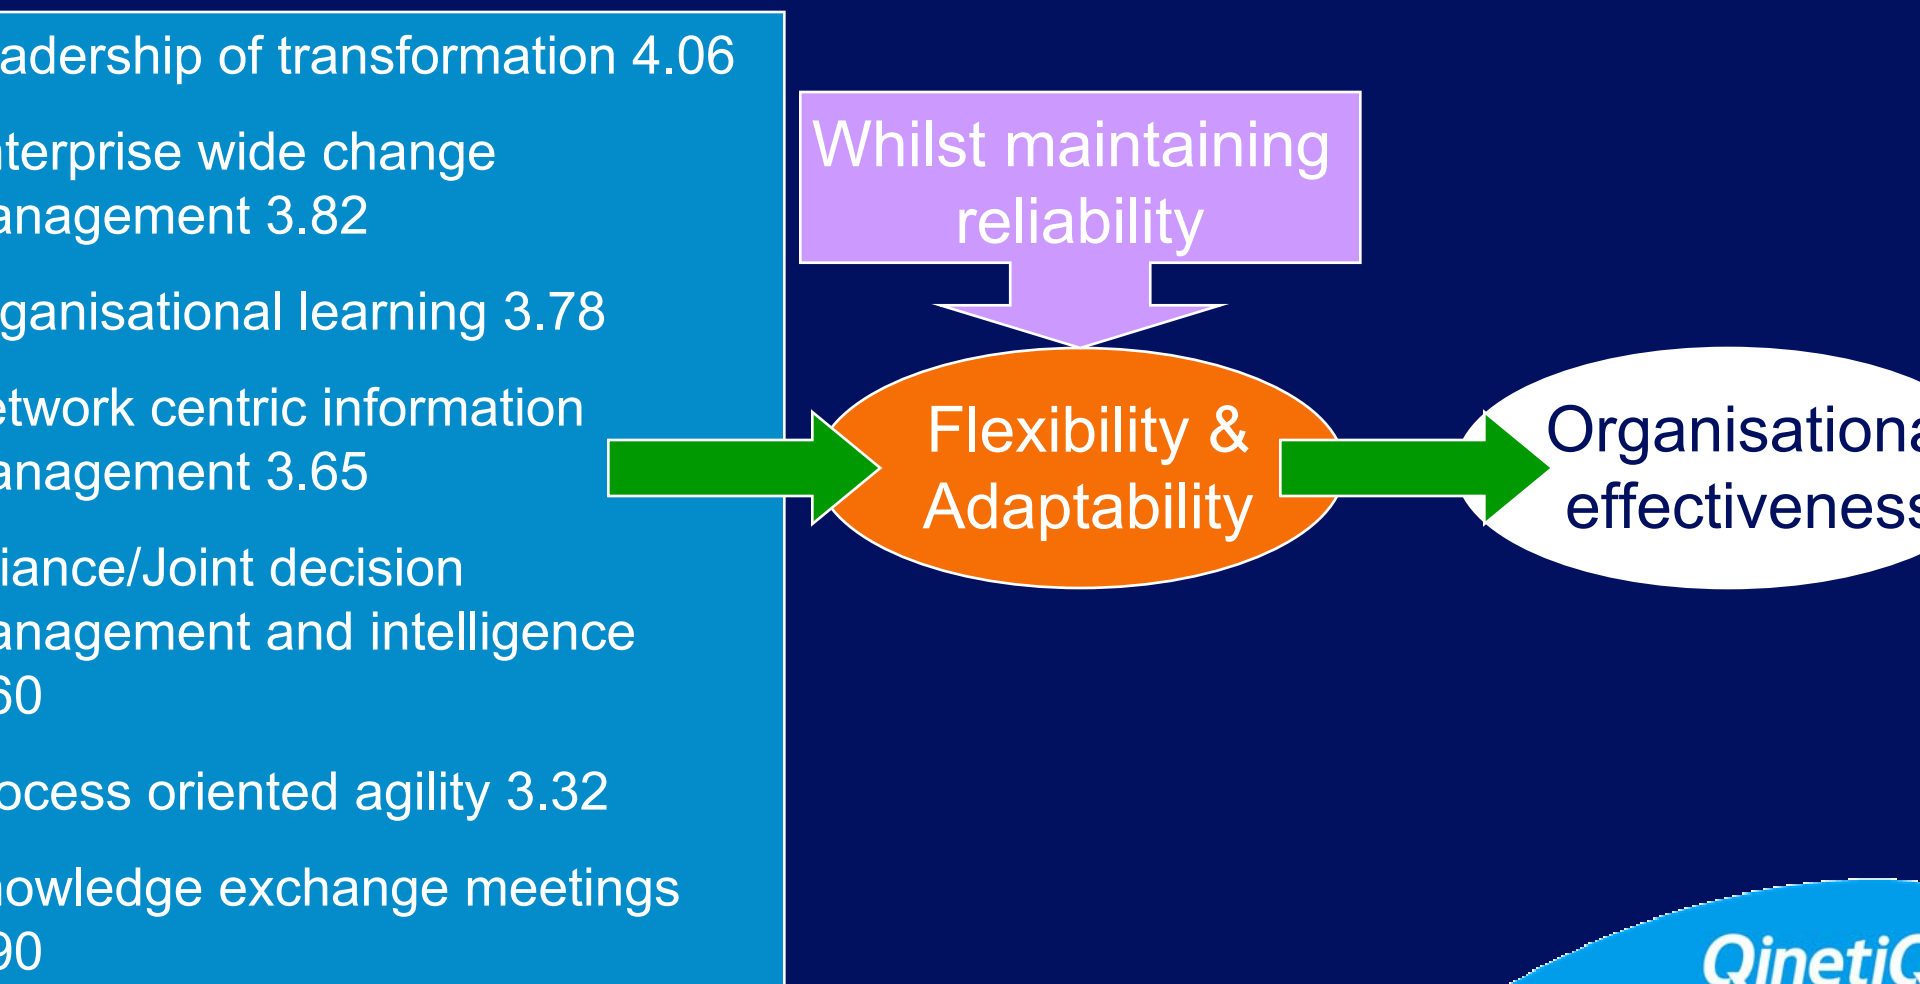 adership of transformation 4.06
nterprise wide change
anagement 3.82
ganisational learning 3.78
etwork centric information
anagement 3.65
iance/Joint decision
anagement and intelligence
60
ocess oriented agility 3.32
nowledge exchange meetings
90
Whilst maintaining
reliability
Flexibility &
Adaptability
Organisationa
effectiveness
QinetiQ